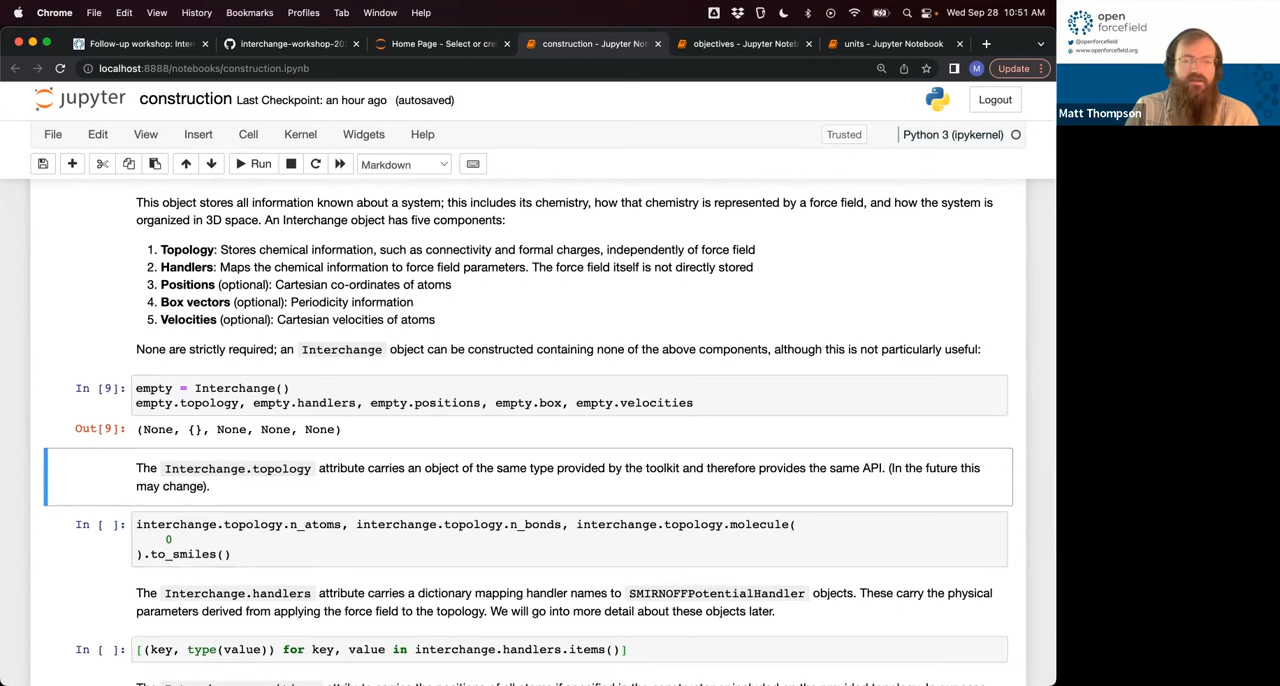 Chrome File Edit View History Bookmarks Profiles Tab Window Help Wed Sep 28 10:51 AM
Follow-up workshop: Inter × interchange-workshop-202 × Home Page - Select or crea × construction - Jupyter Not × objectives - Jupyter Noteb × units - Jupyter Notebook × +
localhost:8888/notebooks/construction.ipynb M Update
open
forcefield
@openforcefield
www.openforcefield.org
Matt Thompson
jupyter construction Last Checkpoint: an hour ago (autosaved) Logout
File Edit View Insert Cell Kernel Widgets Help Trusted Python 3 (ipykernel)
Run Markdown
This object stores all information known about a system; this includes its chemistry, how that chemistry is represented by a force field, and how the system is
organized in 3D space. An Interchange object has five components:
1. Topology: Stores chemical information, such as connectivity and formal charges, independently of force field
2. Handlers: Maps the chemical information to force field parameters. The force field itself is not directly stored
3. Positions (optional): Cartesian co-ordinates of atoms
4. Box vectors (optional): Periodicity information
5. Velocities (optional): Cartesian velocities of atoms
None are strictly required; an Interchange object can be constructed containing none of the above components, although this is not particularly useful:
In [9]: empty = Interchange()
empty.topology, empty.handlers, empty.positions, empty.box, empty.velocities
Out[9]: (None, {}, None, None, None)
The Interchange.topology attribute carries an object of the same type provided by the toolkit and therefore provides the same API. (In the future this
may change).
In [ ]: interchange.topology.n_atoms, interchange.topology.n_bonds, interchange.topology.molecule(
0
).to_smiles()
The Interchange.handlers attribute carries a dictionary mapping handler names to SMIRNOFFPotentialHandler objects. These carry the physical
parameters derived from applying the force field to the topology. We will go into more detail about these objects later.
In [ ]: [(key, type(value)) for key, value in interchange.handlers.items()]